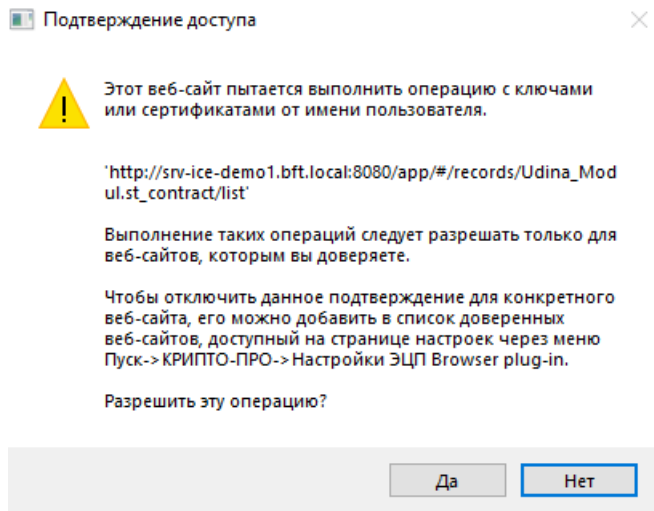 Подтверждение доступа
Этот веб-сайт пытается выполнить операцию с ключами
или сертификатами от имени пользователя.
'http://srv-ice-demo1.bft.local:8080/app/#/records/Udina_Mod
ul.st_contract/list'
Выполнение таких операций следует разрешать только для
веб-сайтов, которым вы доверяете.
Чтобы отключить данное подтверждение для конкретного
веб-сайта, его можно добавить в список доверенных
веб-сайтов, доступный на странице настроек через меню
Пуск->КРИПТО-ПРО->Настройки ЭЦП Browser plug-in.
Разрешить эту операцию?
Да
Нет